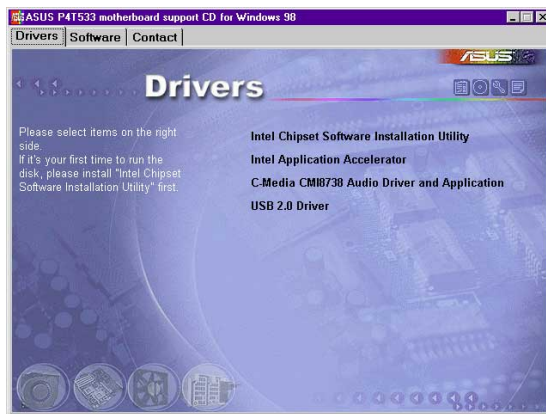 ASUS P4T533 motherboard support CD for Windows 98
Drivers
Software
Contact
ASUS
Drivers
Please select items on the right
side.
If it's your first time to run the
disk, please install "Intel Chipset
Software Installation Utility" first.
Intel Chipset Software Installation Utility
Intel Application Accelerator
C-Media CMI8738 Audio Driver and Application
USB 2.0 Driver